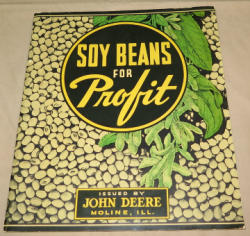 SOY BEANS
FOR
Profit
ISSUED BY
JOHN DEERE
MOLINE, ILL.